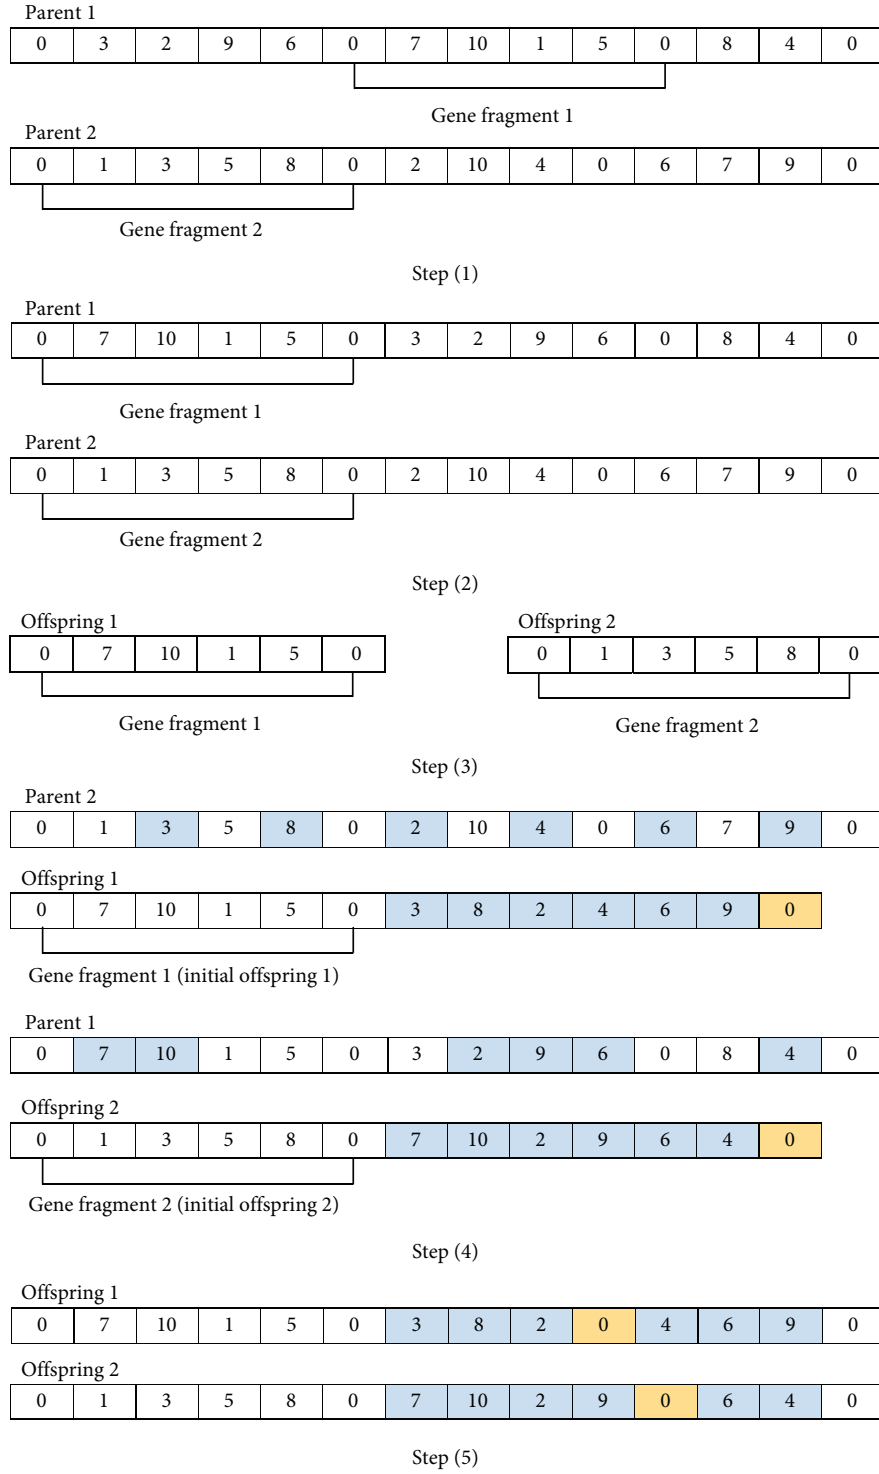 Parent 1
0 3 2 9 6 0 7 10 1 5 0 8 4 0
Gene fragment 1
Parent 2
0 1 3 5 8 0 2 10 4 0 6 7 9 0
Gene fragment 2
Step (1)
Parent 1
0 7 10 1 5 0 3 2 9 6 0 8 4 0
Gene fragment 1
Parent 2
0 1 3 5 8 0 2 10 4 0 6 7 9 0
Gene fragment 2
Step (2)
Offspring 1
0 7 10 1 5 0
Gene fragment 1
Offspring 2
0 1 3 5 8 0
Gene fragment 2
Step (3)
Parent 2
0 1 3 5 8 0 2 10 4 0 6 7 9 0
Offspring 1
0 7 10 1 5 0 3 8 2 4 6 9 0
Gene fragment 1 (initial offspring 1)
Parent 1
0 7 10 1 5 0 3 2 9 6 0 8 4 0
Offspring 2
0 1 3 5 8 0 7 10 2 9 6 4 0
Gene fragment 2 (initial offspring 2)
Step (4)
Offspring 1
0 7 10 1 5 0 3 8 2 0 4 6 9 0
Offspring 2
0 1 3 5 8 0 7 10 2 9 0 6 4 0
Step (5)